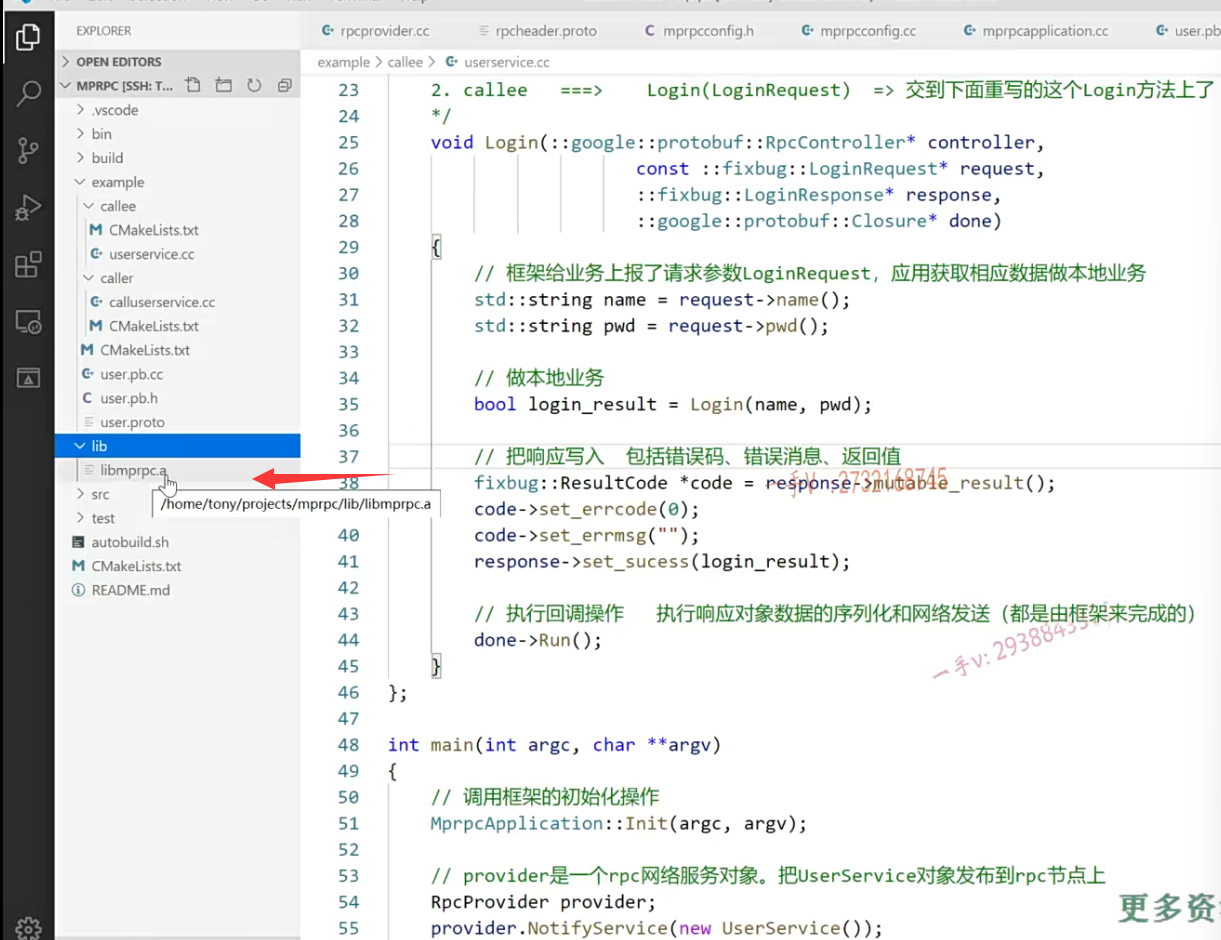 EXPLORER
OPEN EDITORS
MPRPC [SSH: T...
.vscode
bin
build
example
callee
CMakeLists.txt
userservice.cc
caller
calluserservice.cc
CMakeLists.txt
CMakeLists.txt
user.pb.cc
user.pb.h
user.proto
lib
libmprpc.a
/home/tony/projects/mprpc/lib/libmprpc.a
src
test
autobuild.sh
CMakeLists.txt
README.md
rpcprovider.cc rpcheader.proto mprpcconfig.h mprpcconfig.cc mprpcapplication.cc user.pb
example > callee > userservice.cc
23 2. callee ===> Login(LoginRequest) => 交到下面重写的这个Login方法上了
24 */
25 void Login(::google::protobuf::RpcController* controller,
26 const ::fixbug::LoginRequest* request,
27 ::fixbug::LoginResponse* response,
28 ::google::protobuf::Closure* done)
29 {
30 // 框架给业务上报了请求参数LoginRequest，应用获取相应数据做本地业务
31 std::string name = request->name();
32 std::string pwd = request->pwd();
33
34 // 做本地业务
35 bool login_result = Login(name, pwd);
36
37 // 把响应写入 包括错误码、错误消息、返回值
38 fixbug::ResultCode *code = response->mutable_result();
code->set_errcode(0);
40 code->set_errmsg("");
41 response->set_sucess(login_result);
42
43 // 执行回调操作 执行响应对象数据的序列化和网络发送（都是由框架来完成的）
44 done->Run();
45 }
46 };
47
48 int main(int argc, char **argv)
49 {
50 // 调用框架的初始化操作
51 MprpcApplication::Init(argc, argv);
52
53 // provider是一个rpc网络服务对象。把UserService对象发布到rpc节点上
54 RpcProvider provider;
55 provider.NotifyService(new UserService());
更多资